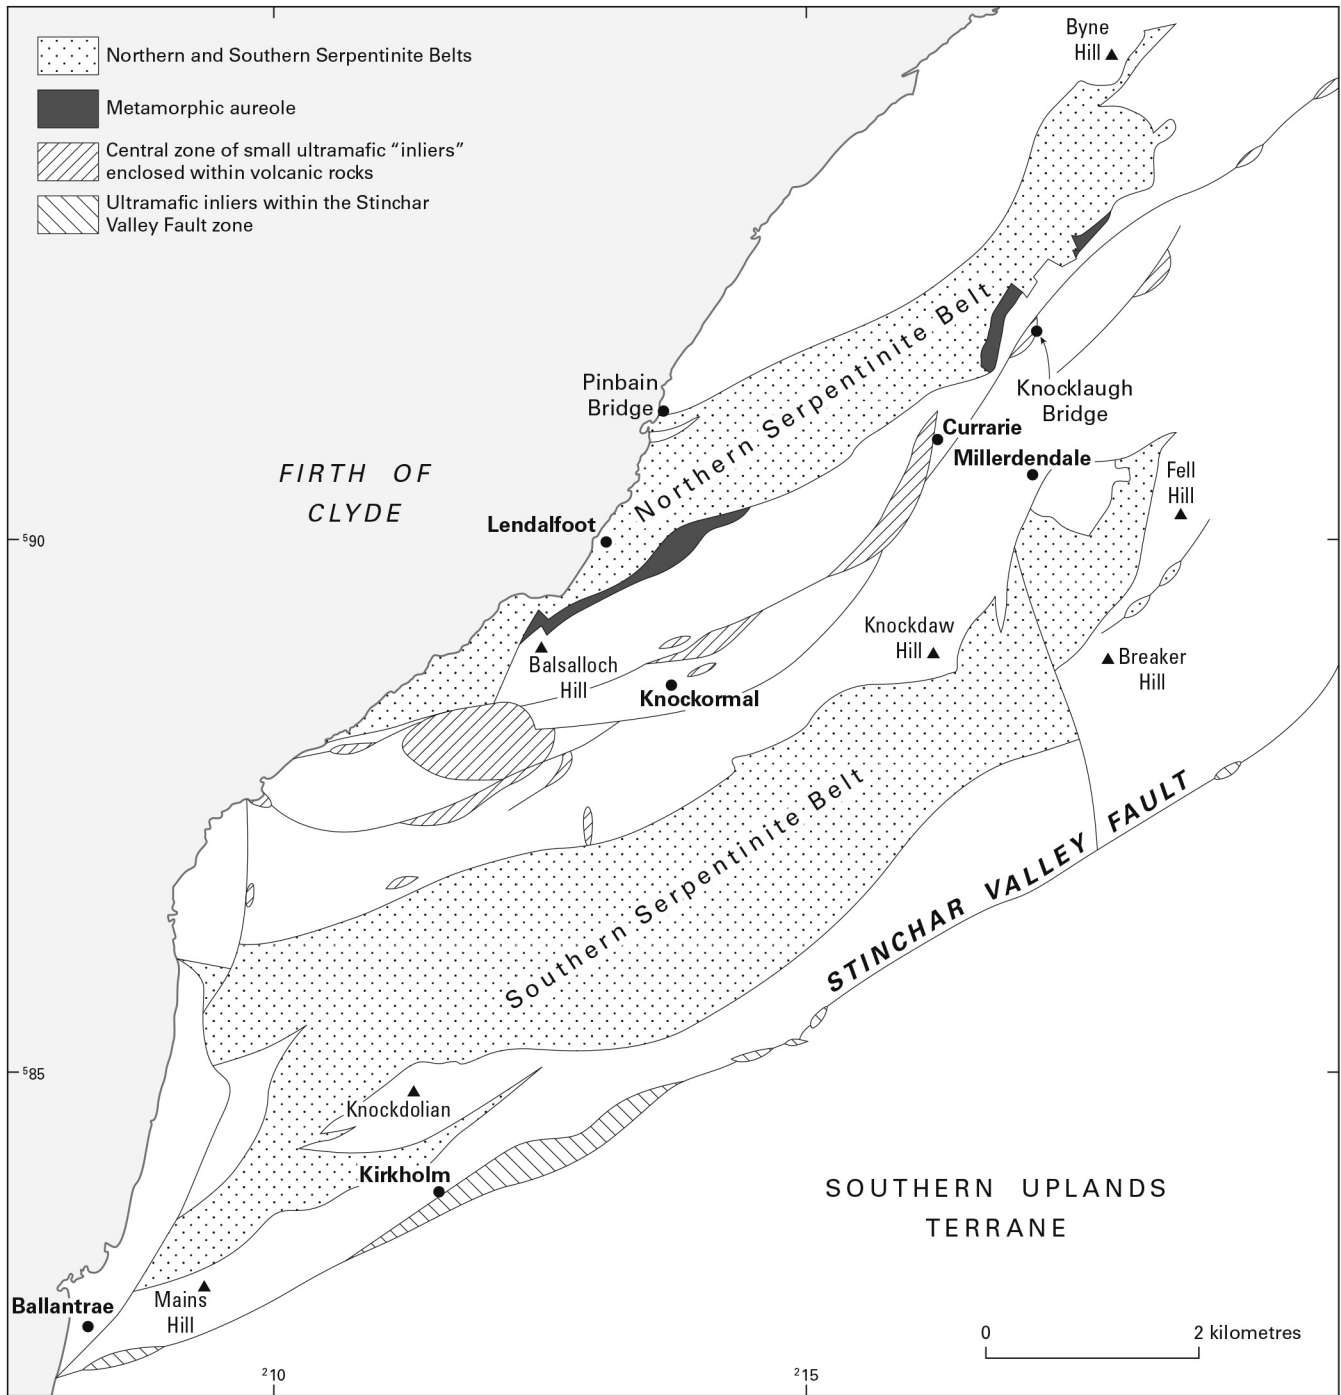 Northern and Southern Serpentinite Belts
Metamorphic aureole
Central zone of small ultramafic “inliers”
enclosed within volcanic rocks
Ultramafic inliers within the Stinchar
Valley Fault zone
Byne
Hill
Northern Serpentinite Belt
Pinbain
Bridge
Knocklaugh
Bridge
Currarie
Millerdendale
Fell
Hill
FIRTH OF
CLYDE
Lendalfoot
⁵90
Knockdaw
Hill
Breaker
Hill
Balsalloch
Hill
Knockormal
Southern Serpentinite Belt
STINCHAR VALLEY FAULT
⁵85
Knockdolian
Kirkholm
SOUTHERN UPLANDS
TERRANE
Ballantrae
Mains
Hill
0 2 kilometres
²10 ²15